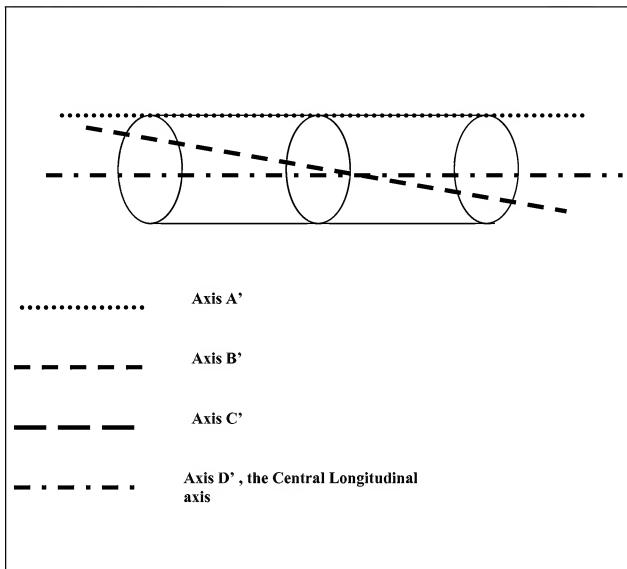 Axis A’
Axis B’
Axis C’
Axis D’ , the Central Longitudinal
axis